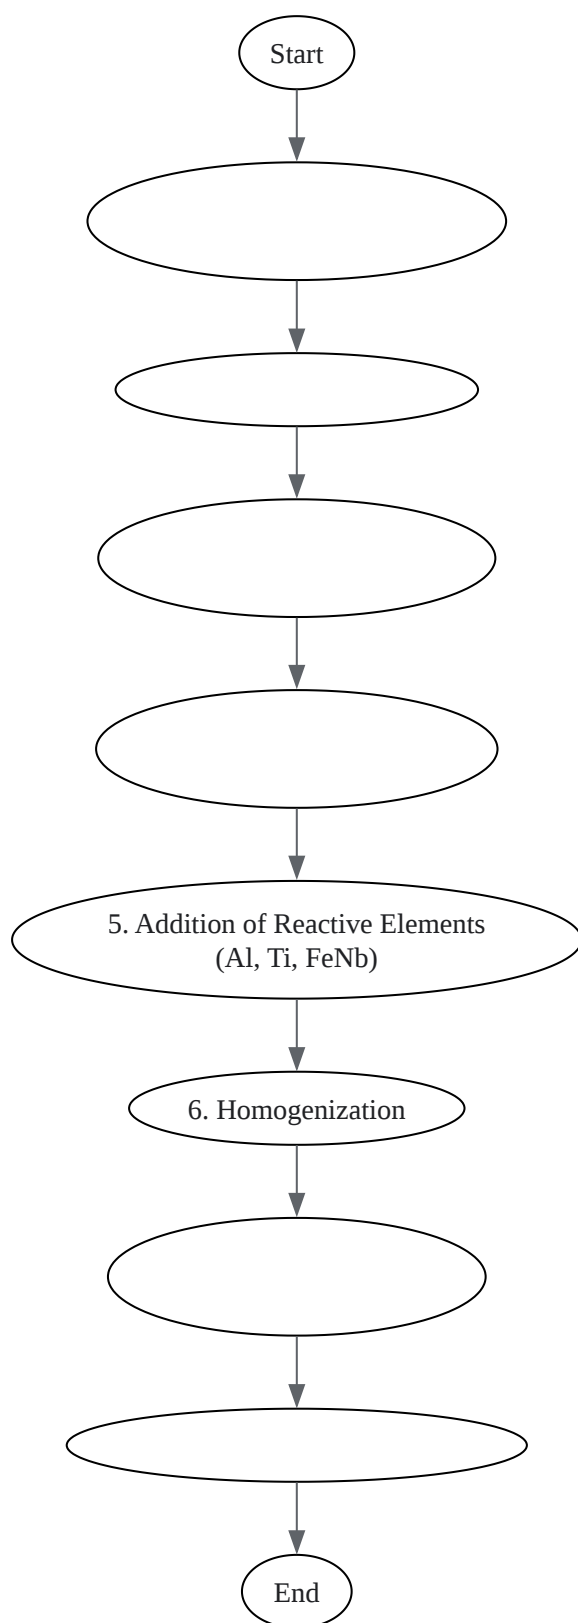 Start
5. Addition of Reactive Elements
(Al, Ti, FeNb)
6. Homogenization
End